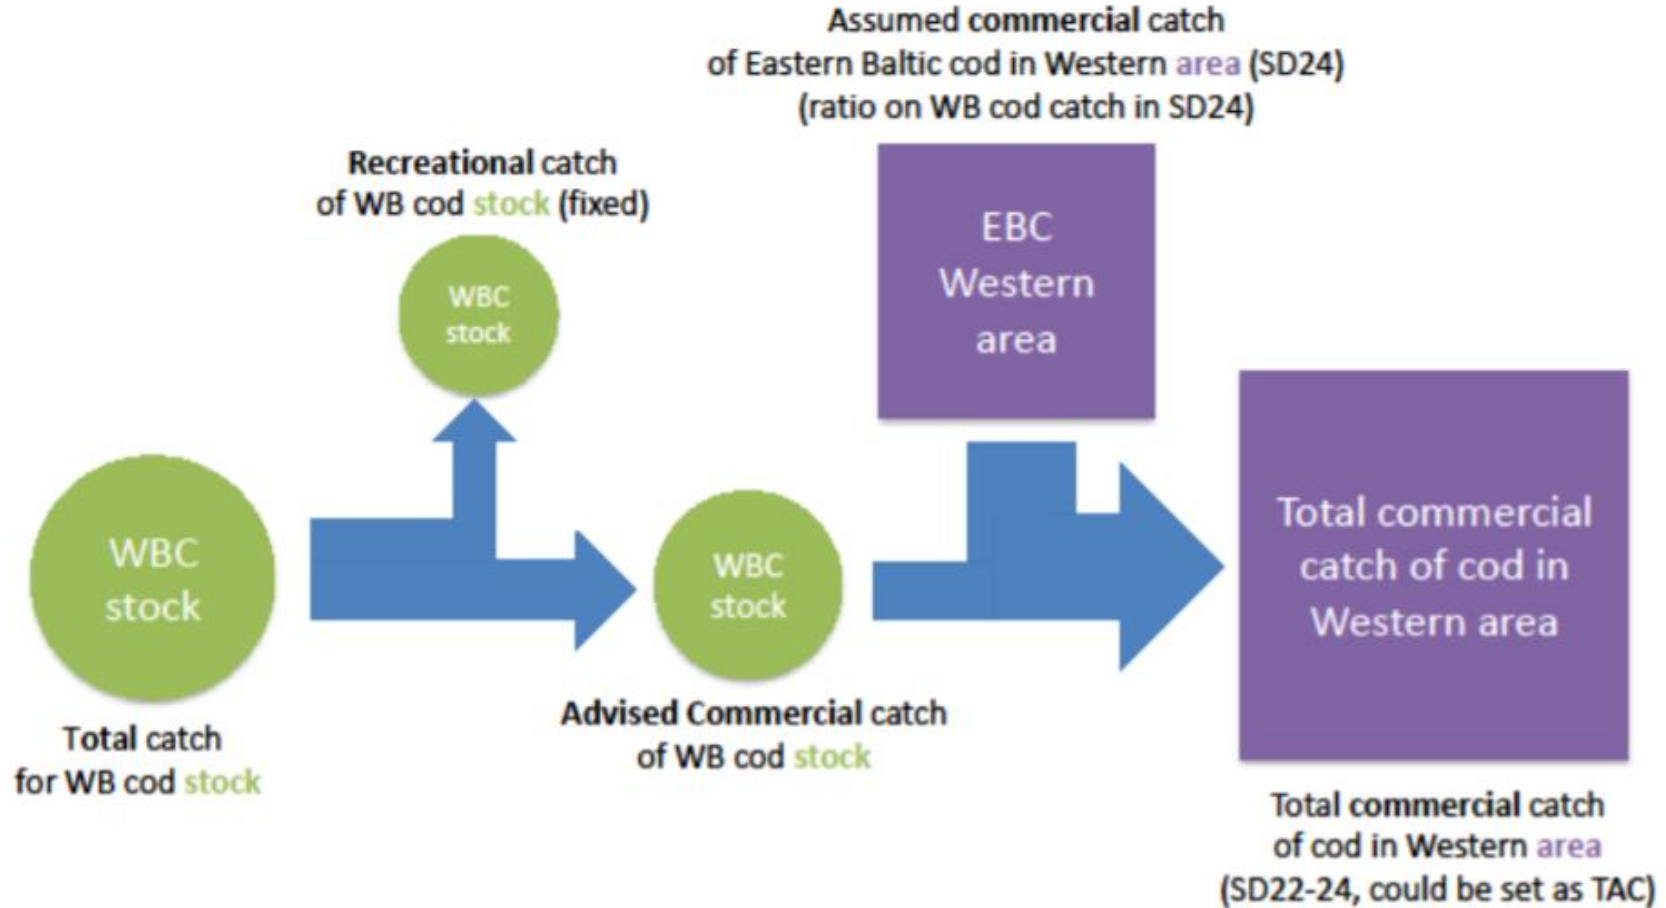 Assumed commercial catch
of Eastern Baltic cod in Western area (SD24)
(ratio on WB cod catch in SD24)
Recreational catch
of WB cod stock (fixed)
WBC
stock
EBC
Western
area
WBC
stock
Total catch
for WB cod stock
WBC
stock
Advised Commercial catch
of WB cod stock
Total commercial
catch of cod in
Western area
Total commercial catch
of cod in Western area
(SD22-24, could be set as TAC)